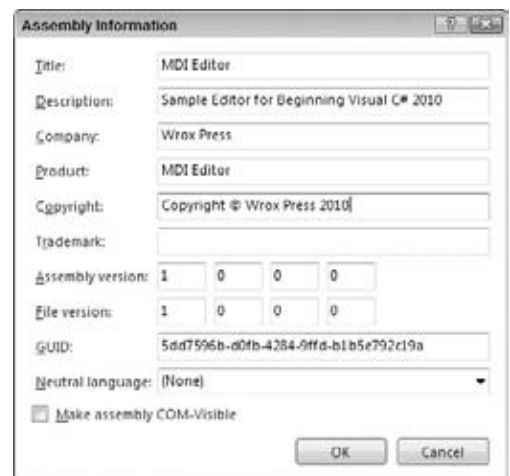 Assembly Information
Title: MDI Editor
Description: Sample Editor for Beginning Visual C# 2010
Company: Wrox Press
Product: MDI Editor
Copyright: Copyright © Wrox Press 2010
Trademark:
Assembly version: 1 0 0 0
File version: 1 0 0 0
GUID: 5dd7596b-d0fb-4284-9ffd-b1b5e792c19a
Neutral language: (None)
Make assembly COM-Visible
OK Cancel